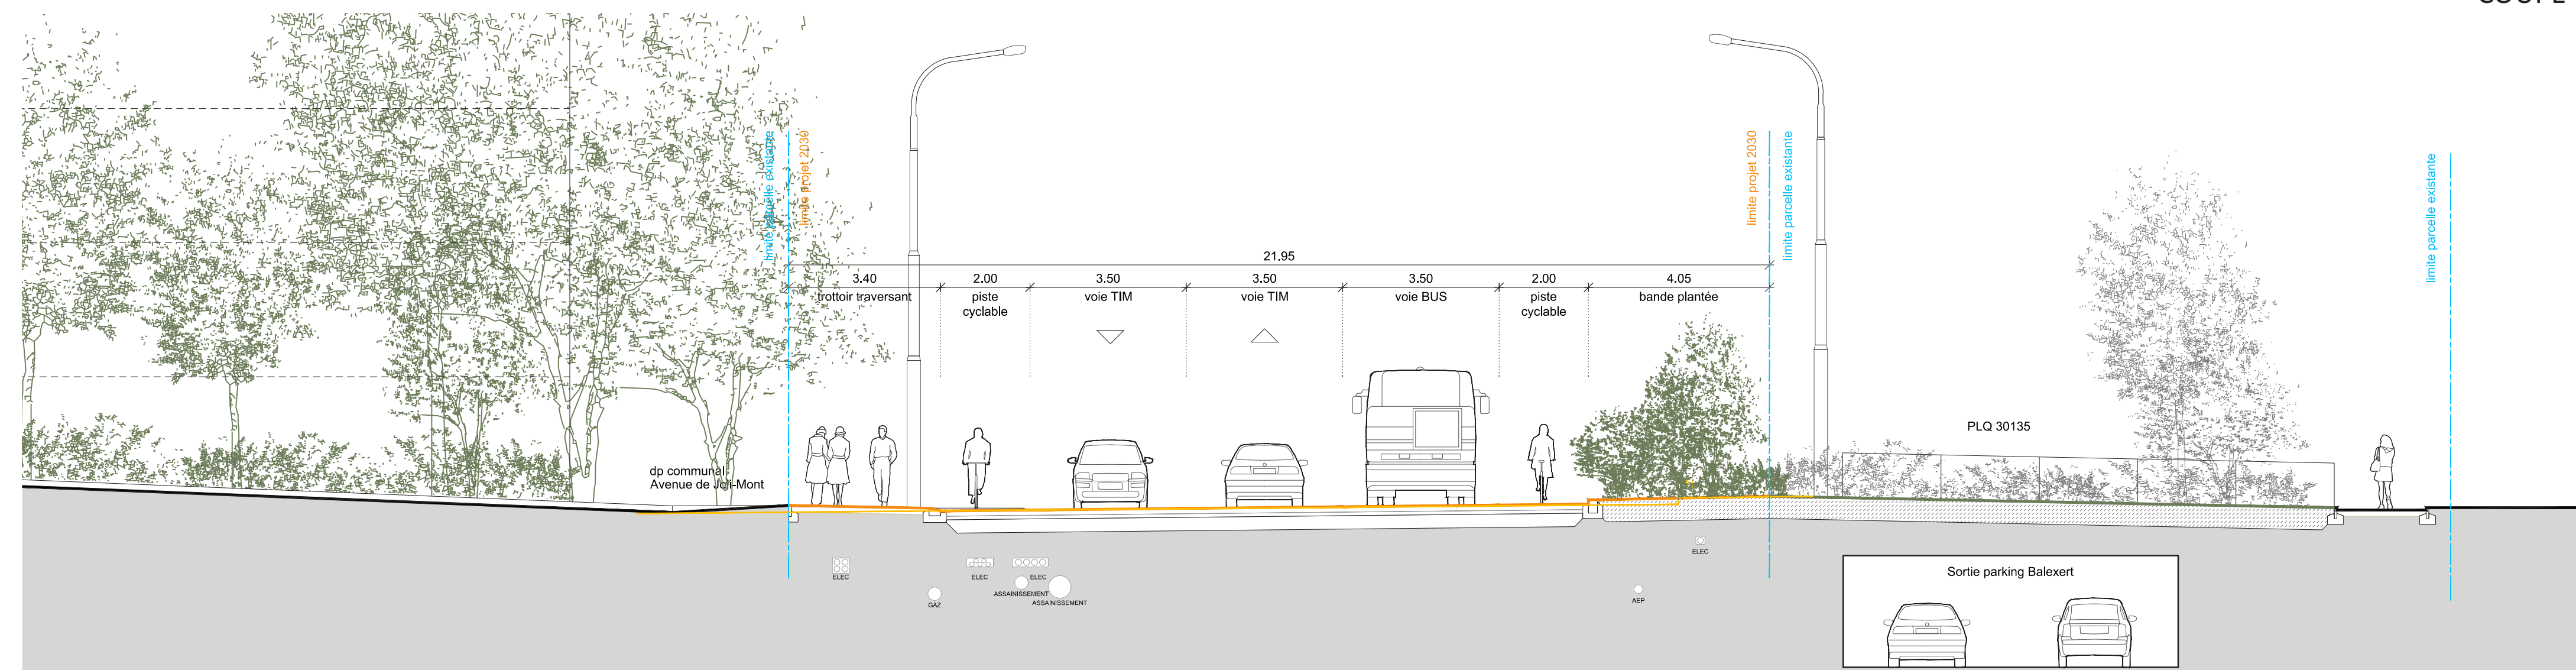 limite parcelle existante
limite projet 2030
limite projet 2030
limite parcelle existante
limite parcelle existante
21.95
3.40
2.00
3.50
3.50
3.50
2.00
4.05
trottoir traversant
piste
cyclable
voie TIM
voie TIM
voie BUS
piste
cyclable
bande plantée
PLQ 30135
dp communal
Avenue de Joli-Mont
ELEC
ELEC
ELEC
GAZ
ASSAINISSEMENT
ASSAINISSEMENT
ELEC
AEP
Sortie parking Balexert